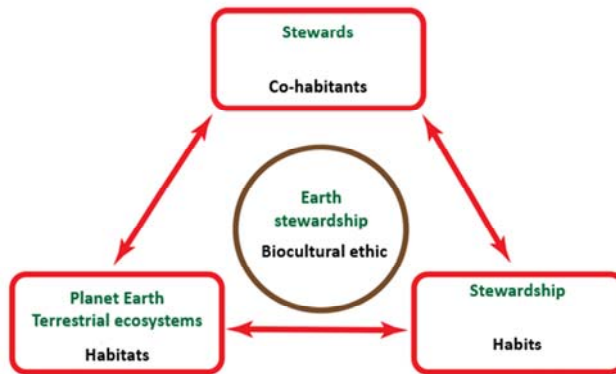 Stewards
Co-habitants
Earth
stewardship
Biocultural ethic
Planet Earth
Terrestrial ecosystems
Habitats
Stewardship
Habits